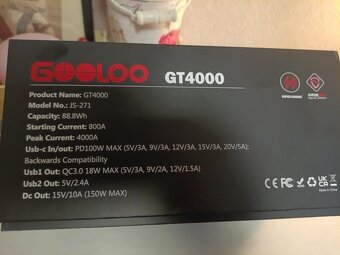 GOOLOO GT4000
Product Name: GT4000
Model No.: JS-271
Capacity: 88.8Wh
Starting Current: 800A
Peak Current: 4000A
Usb-c In/out: PD100W MAX (5V/3A, 9V/3A, 12V/3A, 15V/3A, 20V/5A);
Backwards Compatibility
Usb1 Out: QC3.0 18W MAX (5V/3A, 9V/2A, 12V/1.5A)
Usb2 Out: 5V/2.4A
Dc Out: 15V/10A (150W MAX)